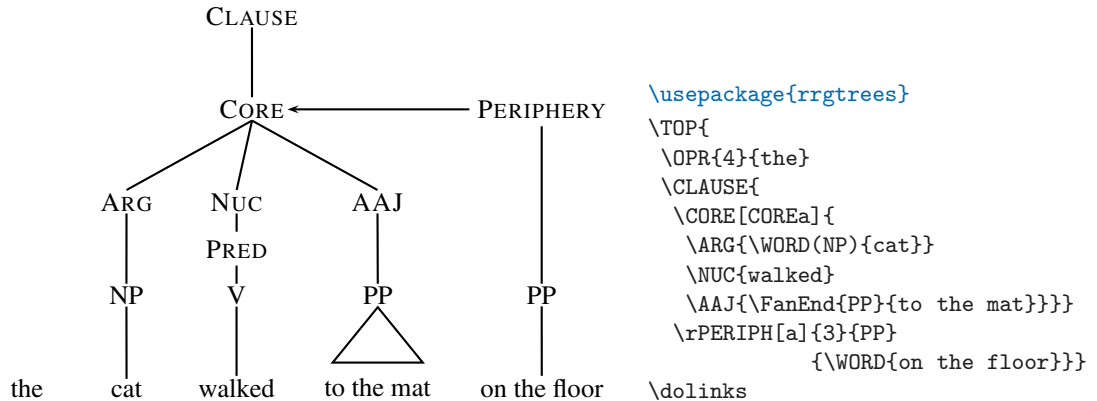 CLAUSE
CORE PERIPHERY
ARG NUC AAJ
PRED
NP V PP PP
the cat walked to the mat on the floor
\usepackage{rrgtrees}
\TOP{
\OPR{4}{the}
\CLAUSE{
\CORE[COREa]{
\ARG{\WORD(NP){cat}}
\NUC{walked}
\AAJ{\FanEnd{PP}{to the mat}}}}
\rPERIPH[a]{3}{PP}
{\WORD{on the floor}}}
\dolinks